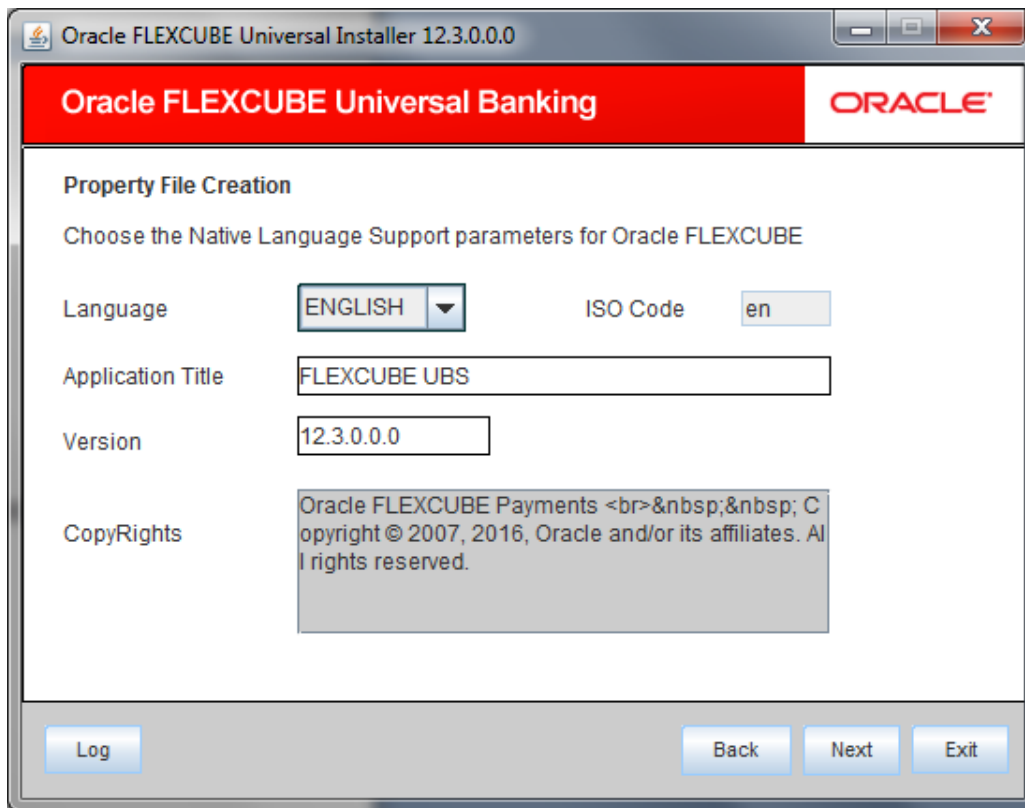 Oracle FLEXCUBE Universal Installer 12.3.0.0.0
Oracle FLEXCUBE Universal Banking
ORACLE'
Property File Creation
Choose the Native Language Support parameters for Oracle FLEXCUBE
Language ENGLISH ISO Code en
Application Title FLEXCUBE UBS
Version 12.3.0.0.0
CopyRights
Oracle FLEXCUBE Payments <br>&nbsp;&nbsp; C
opyright © 2007, 2016, Oracle and/or its affiliates. Al
l rights reserved.
Log Back Next Exit